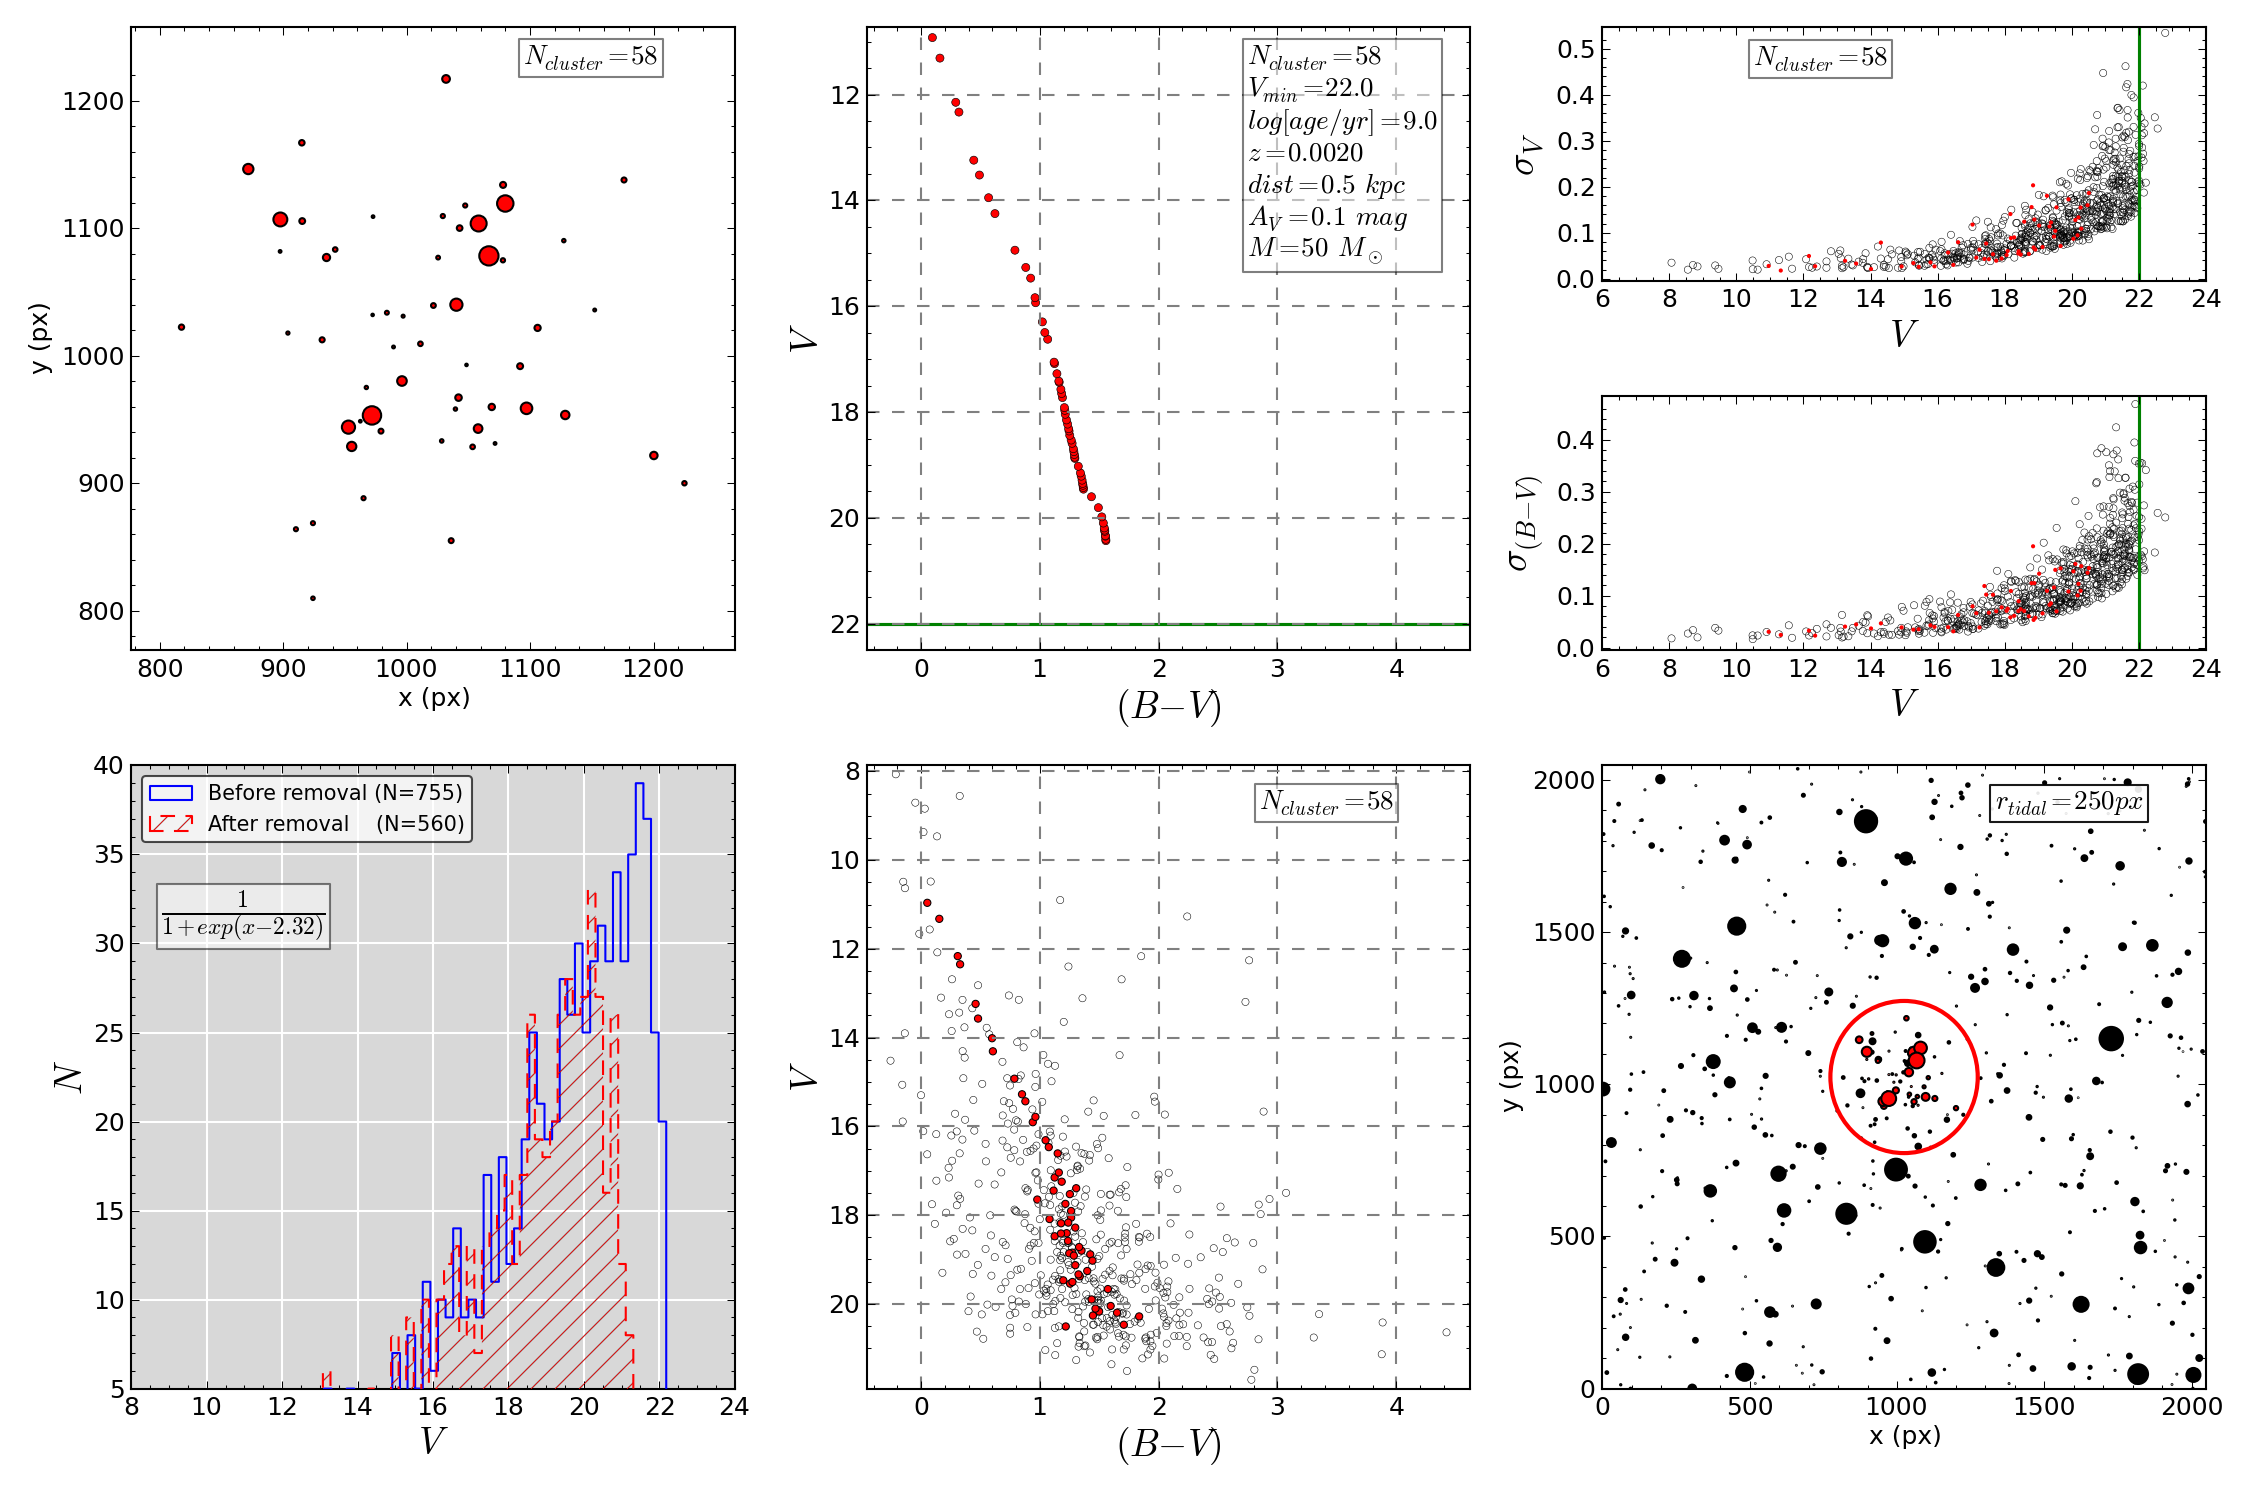 N_cluster=58
1200
1100
1000
900
800
y (px)
800 900 1000 1100 1200
x (px)
N_cluster=58
V_min=22.0
log[age/yr]=9.0
z=0.0020
dist=0.5 kpc
A_V=0.1 mag
M=50 M_⊙
12
14
16
18
20
22
V
0 1 2 3 4
(B−V)
N_cluster=58
0.5
0.4
0.3
0.2
0.1
0.0
σ_V
6 8 10 12 14 16 18 20 22 24
V
0.4
0.3
0.2
0.1
0.0
σ_(B−V)
6 8 10 12 14 16 18 20 22 24
V
Before removal (N=755)
After removal (N=560)
1
1+exp(x−2.32)
40
35
30
25
20
15
10
5
N
8 10 12 14 16 18 20 22 24
V
N_cluster=58
8
10
12
14
16
18
20
V
0 1 2 3 4
(B−V)
r_tidal=250px
2000
1500
1000
500
0
y (px)
0 500 1000 1500 2000
x (px)